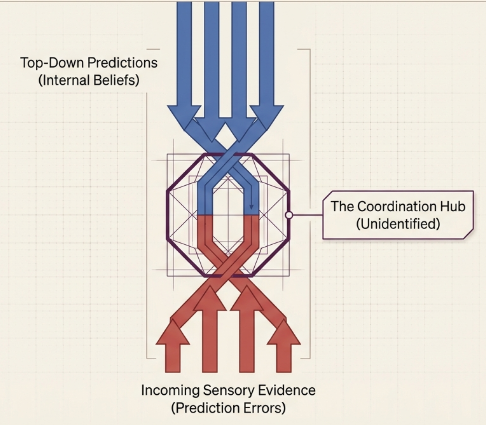 Top-Down Predictions
(Internal Beliefs)
The Coordination Hub
(Unidentified)
Incoming Sensory Evidence
(Prediction Errors)